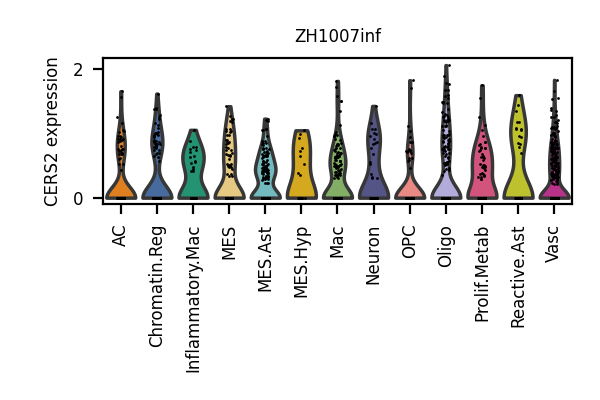 ZH1007inf
CERS2 expression
2
0
AC
Chromatin.Reg
Inflammatory.Mac
MES
MES.Ast
MES.Hyp
Mac
Neuron
OPC
Oligo
Prolif.Metab
Reactive.Ast
Vasc